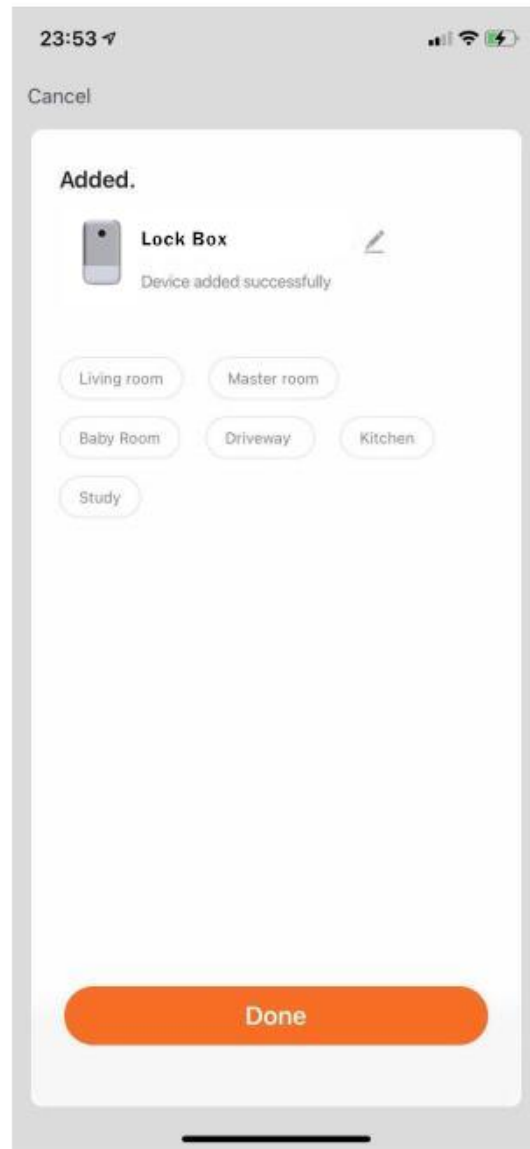 23:53
Cancel
Added.
Lock Box
Device added successfully
Living room Master room
Baby Room Driveway Kitchen
Study
Done